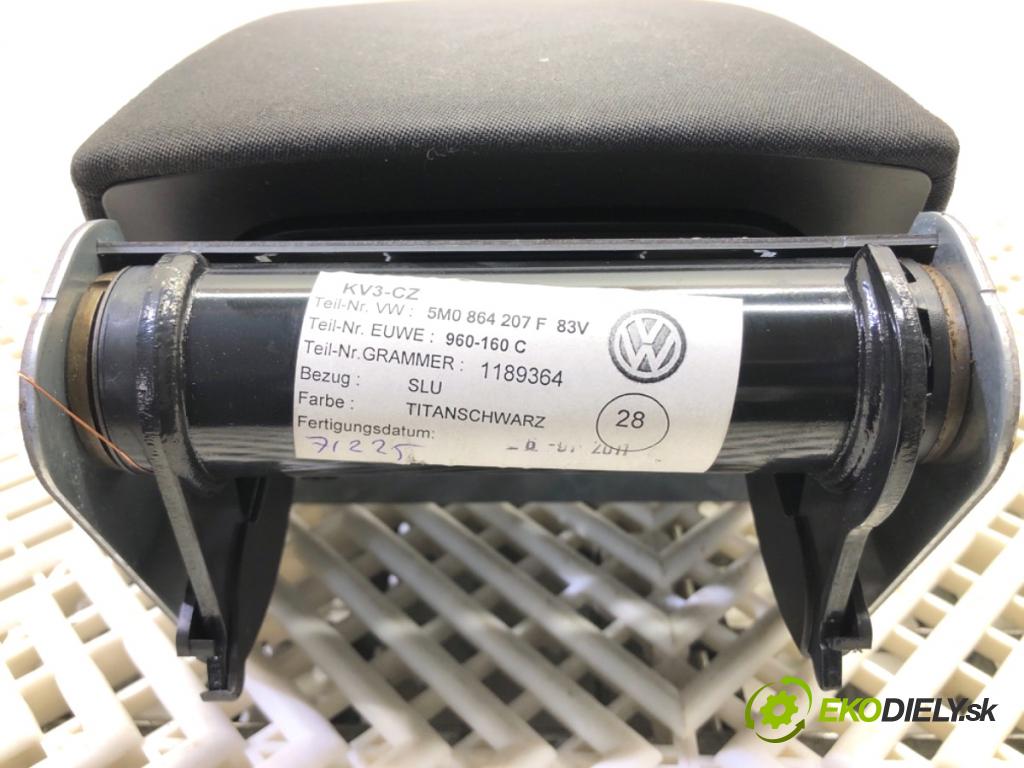 KV3-CZ
Teil-Nr. VW : 5M0 864 207 F 83V
Teil-Nr. EUWE : 960-160 C
Teil-Nr.GRAMMER : 1189364
Bezug : SLU
Farbe : TITANSCHWARZ
Fertigungsdatum:
71225
28
2011
EKODIELY.sk